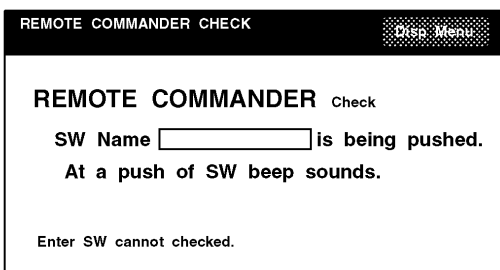 REMOTE COMMANDER CHECK
Disp Menu
REMOTE COMMANDER Check
SW Name is being pushed.
At a push of SW beep sounds.
Enter SW cannot checked.